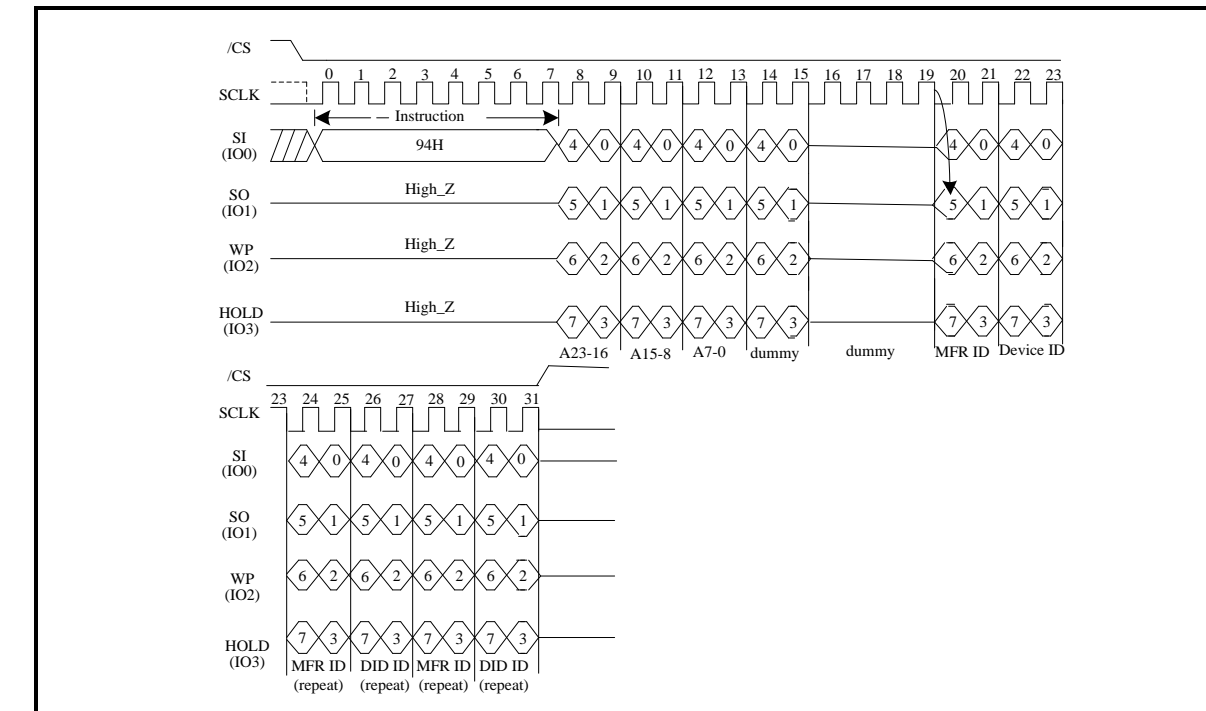 /CS
0 1 2 3 4 5 6 7 8 9 10 11 12 13 14 15 16 17 18 19 20 21 22 23
SCLK
Instruction
SI
(IO0)
94H
4 0 4 0 4 0 4 0 4 0 4 0
SO
(IO1)
High_Z
5 1 5 1 5 1 5 1 5 1 5 1
WP
(IO2)
High_Z
6 2 6 2 6 2 6 2 6 2 6 2
HOLD
(IO3)
High_Z
7 3 7 3 7 3 7 3 7 3 7 3
A23-16 A15-8 A7-0 dummy dummy MFR ID Device ID
/CS
23 24 25 26 27 28 29 30 31
SCLK
SI
(IO0)
4 0 4 0 4 0 4 0
SO
(IO1)
5 1 5 1 5 1 5 1
WP
(IO2)
6 2 6 2 6 2 6 2
HOLD
(IO3)
7 3 7 3 7 3 7 3
MFR ID DID ID MFR ID DID ID
(repeat) (repeat) (repeat) (repeat)